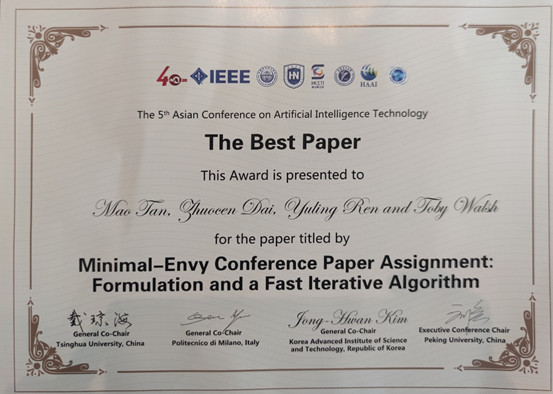 40
IEEE
HN
HAAI
The 5th Asian Conference on Artificial Intelligence Technology
The Best Paper
This Award is presented to
Mao Tan, Zhuocen Dai, Yuling Ren and Toby Walsh
for the paper titled by
Minimal-Envy Conference Paper Assignment:
Formulation and a Fast Iterative Algorithm
Jong-Hwan Kim
General Co-Chair
Tsinghua University, China
General Co-Chair
Politecnico di Milano, Italy
General Co-Chair
Korea Advanced Institute of Science
and Technology, Republic of Korea
Executive Conference Chair
Peking University, China